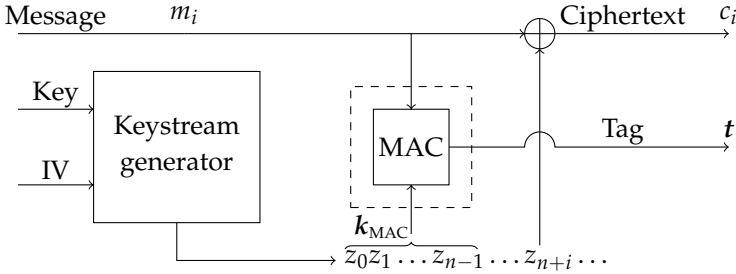 Message m_i Ciphertext c_i
Key
Keystream
generator
IV
MAC
Tag t
k_MAC
z_0 z_1 ... z_{n-1} ... z_{n+i} ...